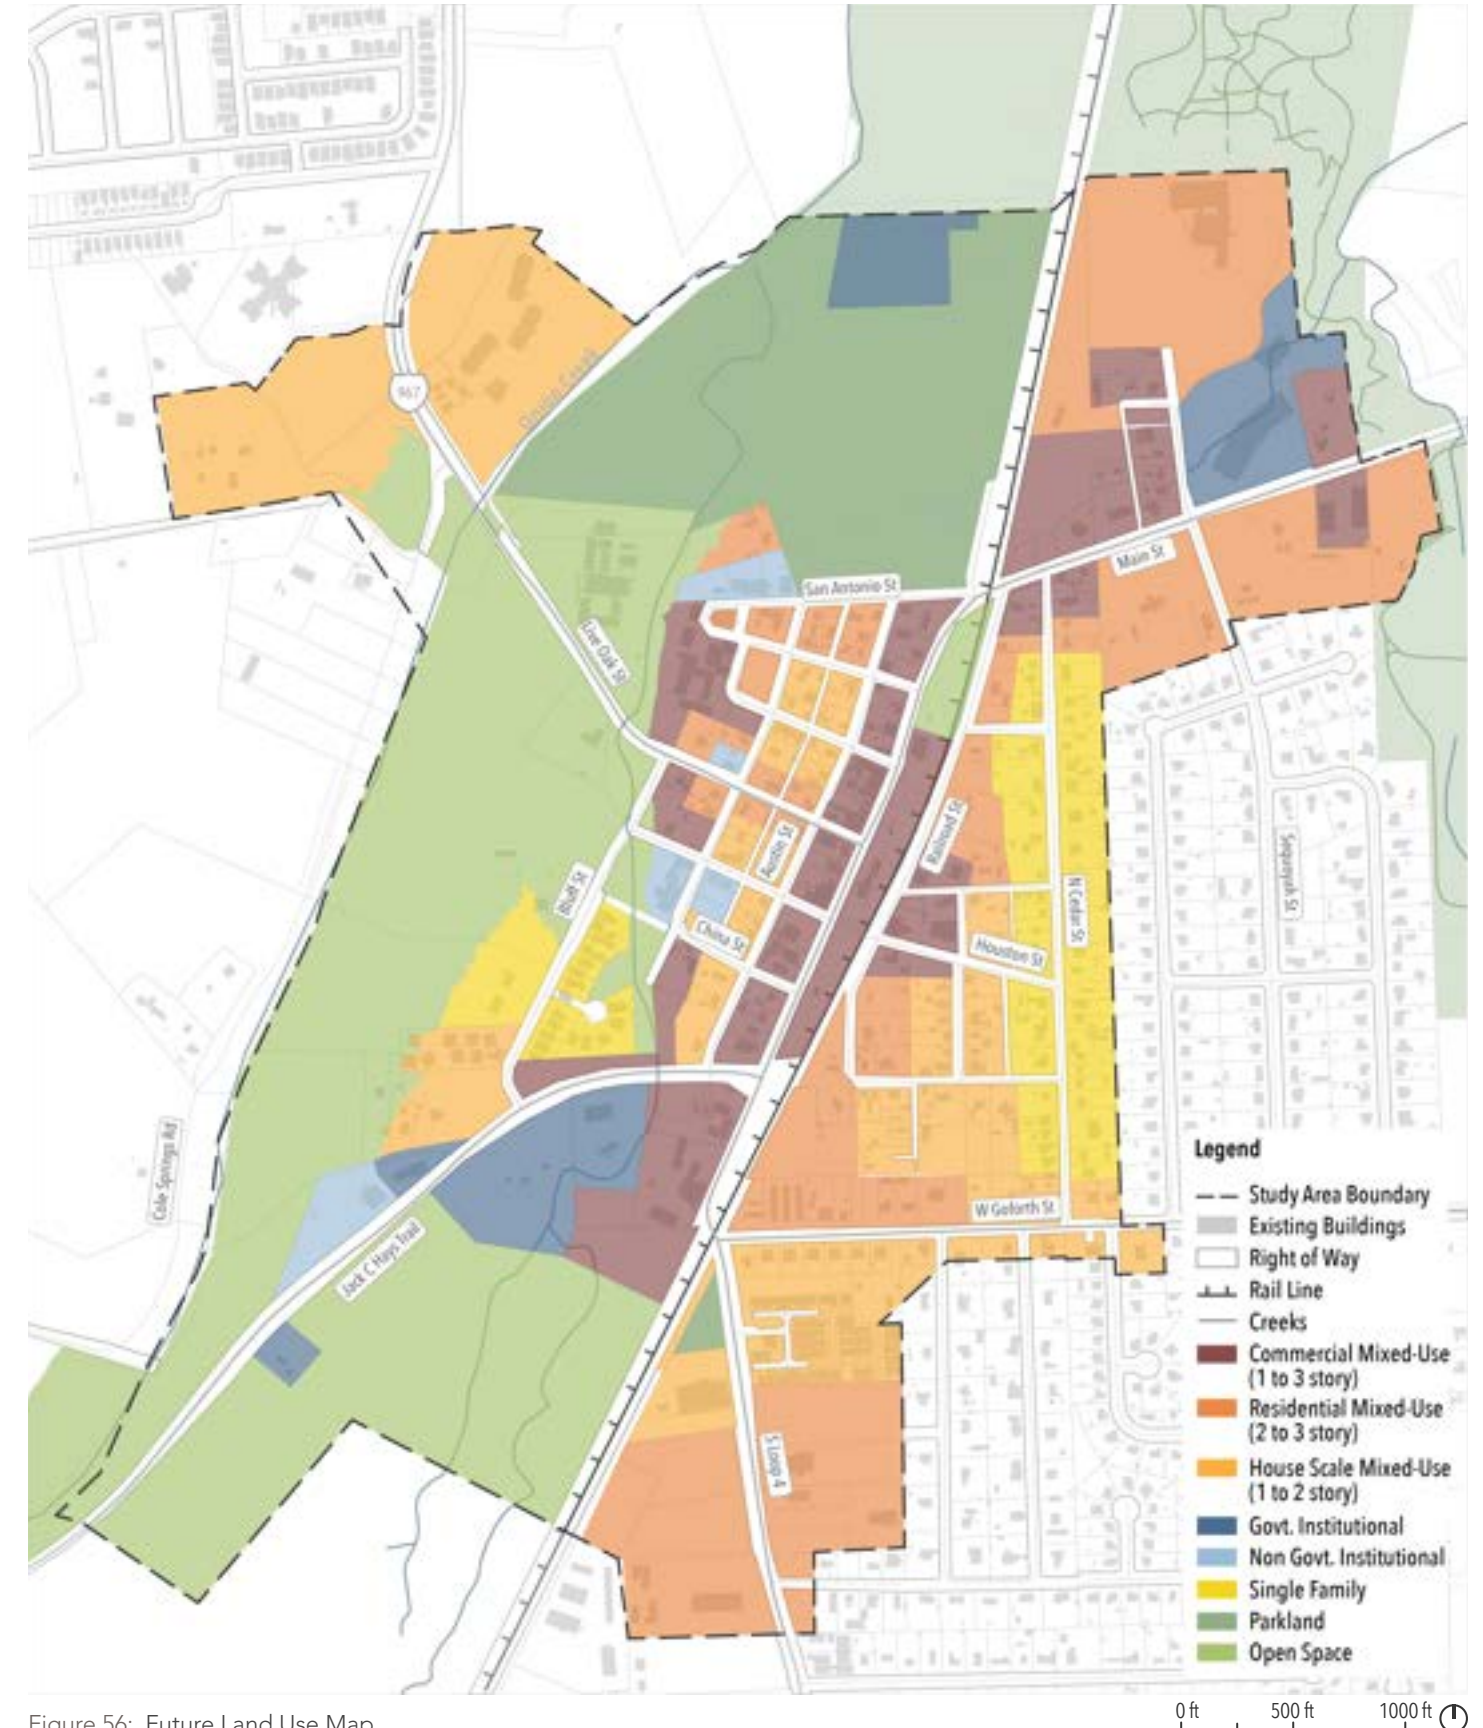 967
Onion Creek
San Antonio St
Main St
Live Oak St
Austin St
Railroad St
N Cedar St
Sequoyah St
Bluff St
China St
Houston St
Cole Springs Rd
Jack C Hays Trail
W Goforth St
S Loop 4
Legend
Study Area Boundary
Existing Buildings
Right of Way
Rail Line
Creeks
Commercial Mixed-Use
(1 to 3 story)
Residential Mixed-Use
(2 to 3 story)
House Scale Mixed-Use
(1 to 2 story)
Govt. Institutional
Non Govt. Institutional
Single Family
Parkland
Open Space
Figure 56: Future Land Use Map
0 ft 500 ft 1000 ft